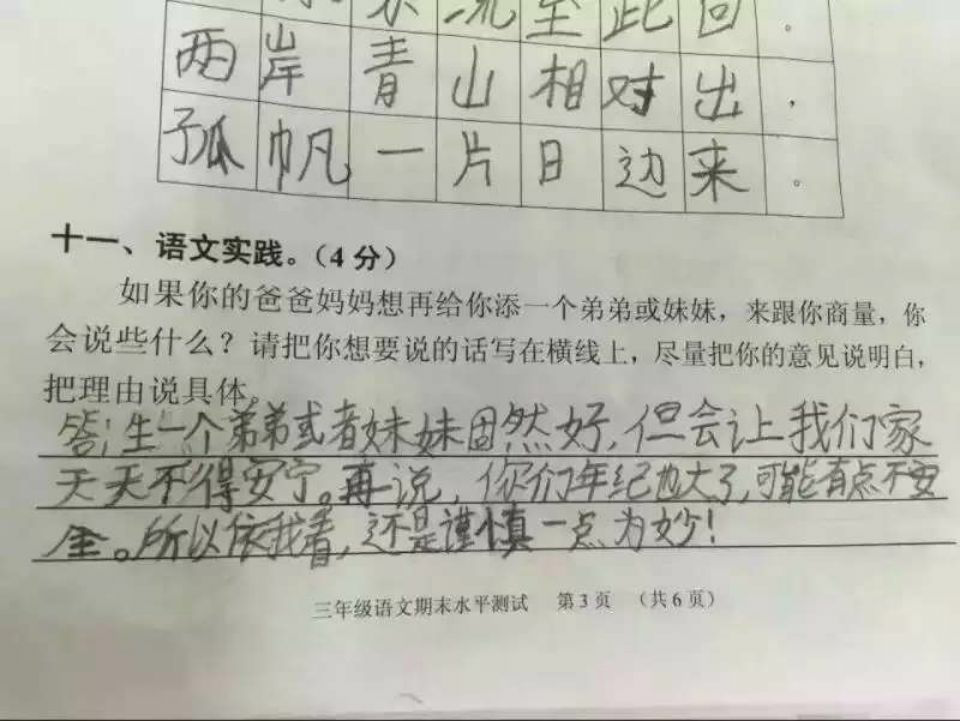 流至此回。
两岸青山相对出，
孤帆一片日边来。
十一、语文实践。（4分）
如果你的爸爸妈妈想再给你添一个弟弟或妹妹，来跟你商量，你
会说些什么？请把你想要说的话写在横线上，尽量把你的意见说明白，
把理由说具体。
答：生一个弟弟或者妹妹固然好，但会让我们家
天天不得安宁。再说，你们年纪也大了，可能有点不安
全。所以依我看，还是谨慎一点为妙！
三年级语文期末水平测试 第3页 （共6页）